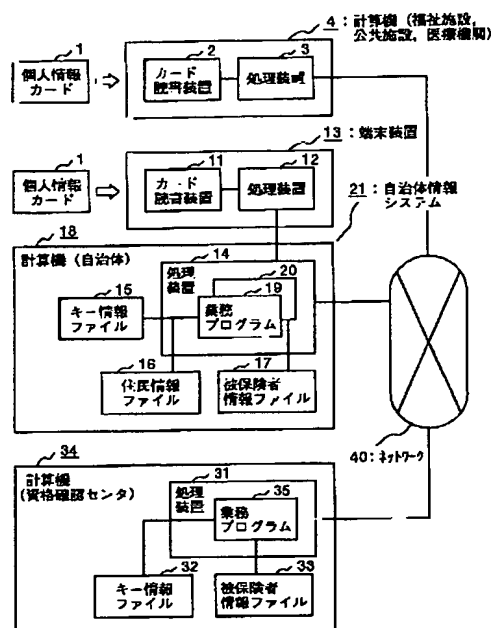 4：計算機（福祉施設，
公共施設，医療機関）
1
個人情報
カード
2
カード
読書装置
3
処理装置
13：端末装置
1
個人情報
カード
11
カード
読書装置
12
処理装置
21：自治体情報
システム
18
計算機（自治体）
14
処理
装置
20
19
業務
プログラム
15
キー情報
ファイル
16
住民情報
ファイル
17
被保険者
情報ファイル
40：ネットワーク
34
計算機
（資格確認センタ）
31
処理
装置
35
業務
プログラム
32
キー情報
ファイル
33
被保険者
情報ファイル